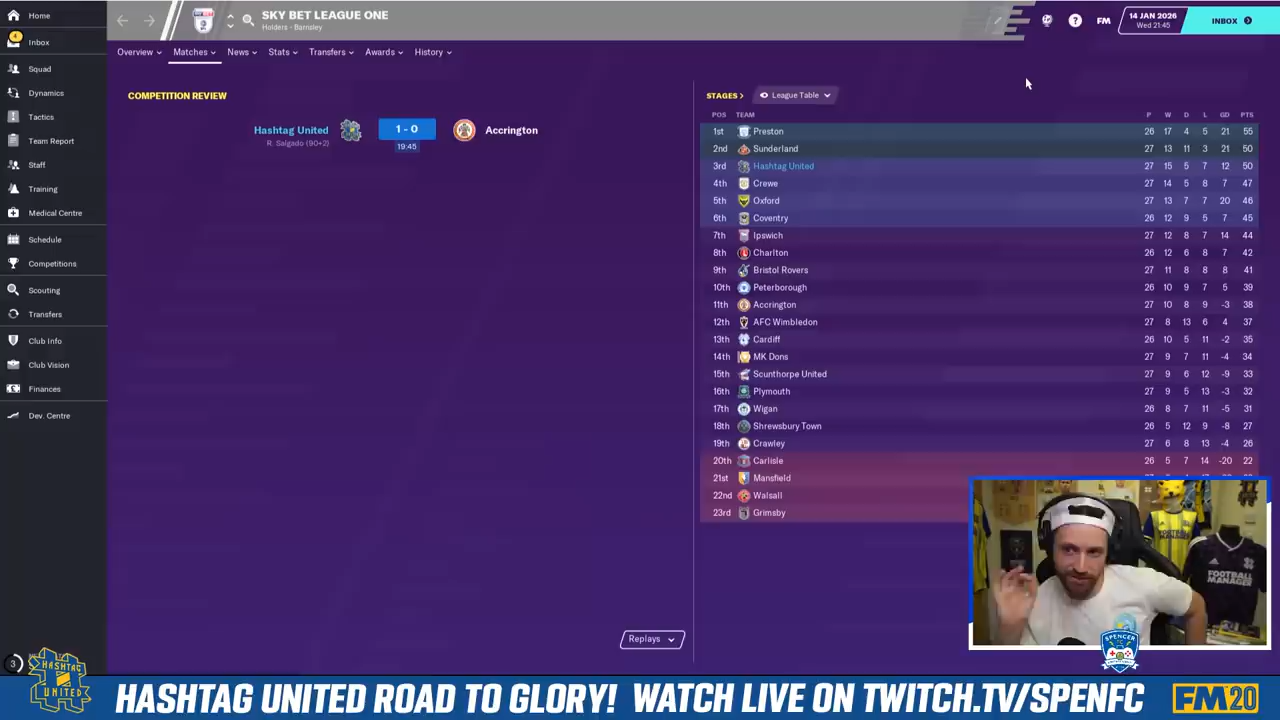 Home
4
Inbox
Squad
Dynamics
Tactics
Team Report
Staff
Training
Medical Centre
Schedule
Competitions
Scouting
Transfers
Club Info
Club Vision
Finances
Dev. Centre
3
SKY BET LEAGUE ONE
Holders - Barnsley
? FM 14 JAN 2026 Wed 21:45 INBOX
Overview Matches News Stats Transfers Awards History
COMPETITION REVIEW
Hashtag United 1 - 0 Accrington
R. Salgado (90+2) 19:45
Replays
STAGES > League Table
POS TEAM P W D L GD PTS
1st Preston 26 17 4 5 21 55
2nd Sunderland 27 13 11 3 21 50
3rd Hashtag United 27 15 5 7 12 50
4th Crewe 27 14 5 8 7 47
5th Oxford 27 13 7 7 20 46
6th Coventry 26 12 9 5 7 45
7th Ipswich 27 12 8 7 14 44
8th Charlton 26 12 6 8 7 42
9th Bristol Rovers 27 11 8 8 8 41
10th Peterborough 26 10 9 7 5 39
11th Accrington 27 10 8 9 -3 38
12th AFC Wimbledon 27 8 13 6 4 37
13th Cardiff 26 10 5 11 -2 35
14th MK Dons 27 9 7 11 -4 34
15th Scunthorpe United 27 9 6 12 -9 33
16th Plymouth 27 9 5 13 -3 32
17th Wigan 26 8 7 11 -5 31
18th Shrewsbury Town 26 5 12 9 -8 27
19th Crawley 27 6 8 13 -4 26
20th Carlisle 26 5 7 14 -20 22
21st Mansfield
22nd Walsall
23rd Grimsby
FOOTBALL MANAGER
SPENCER
HASHTAG UNITED
HASHTAG UNITED ROAD TO GLORY! WATCH LIVE ON TWITCH.TV/SPENFC
FM'20